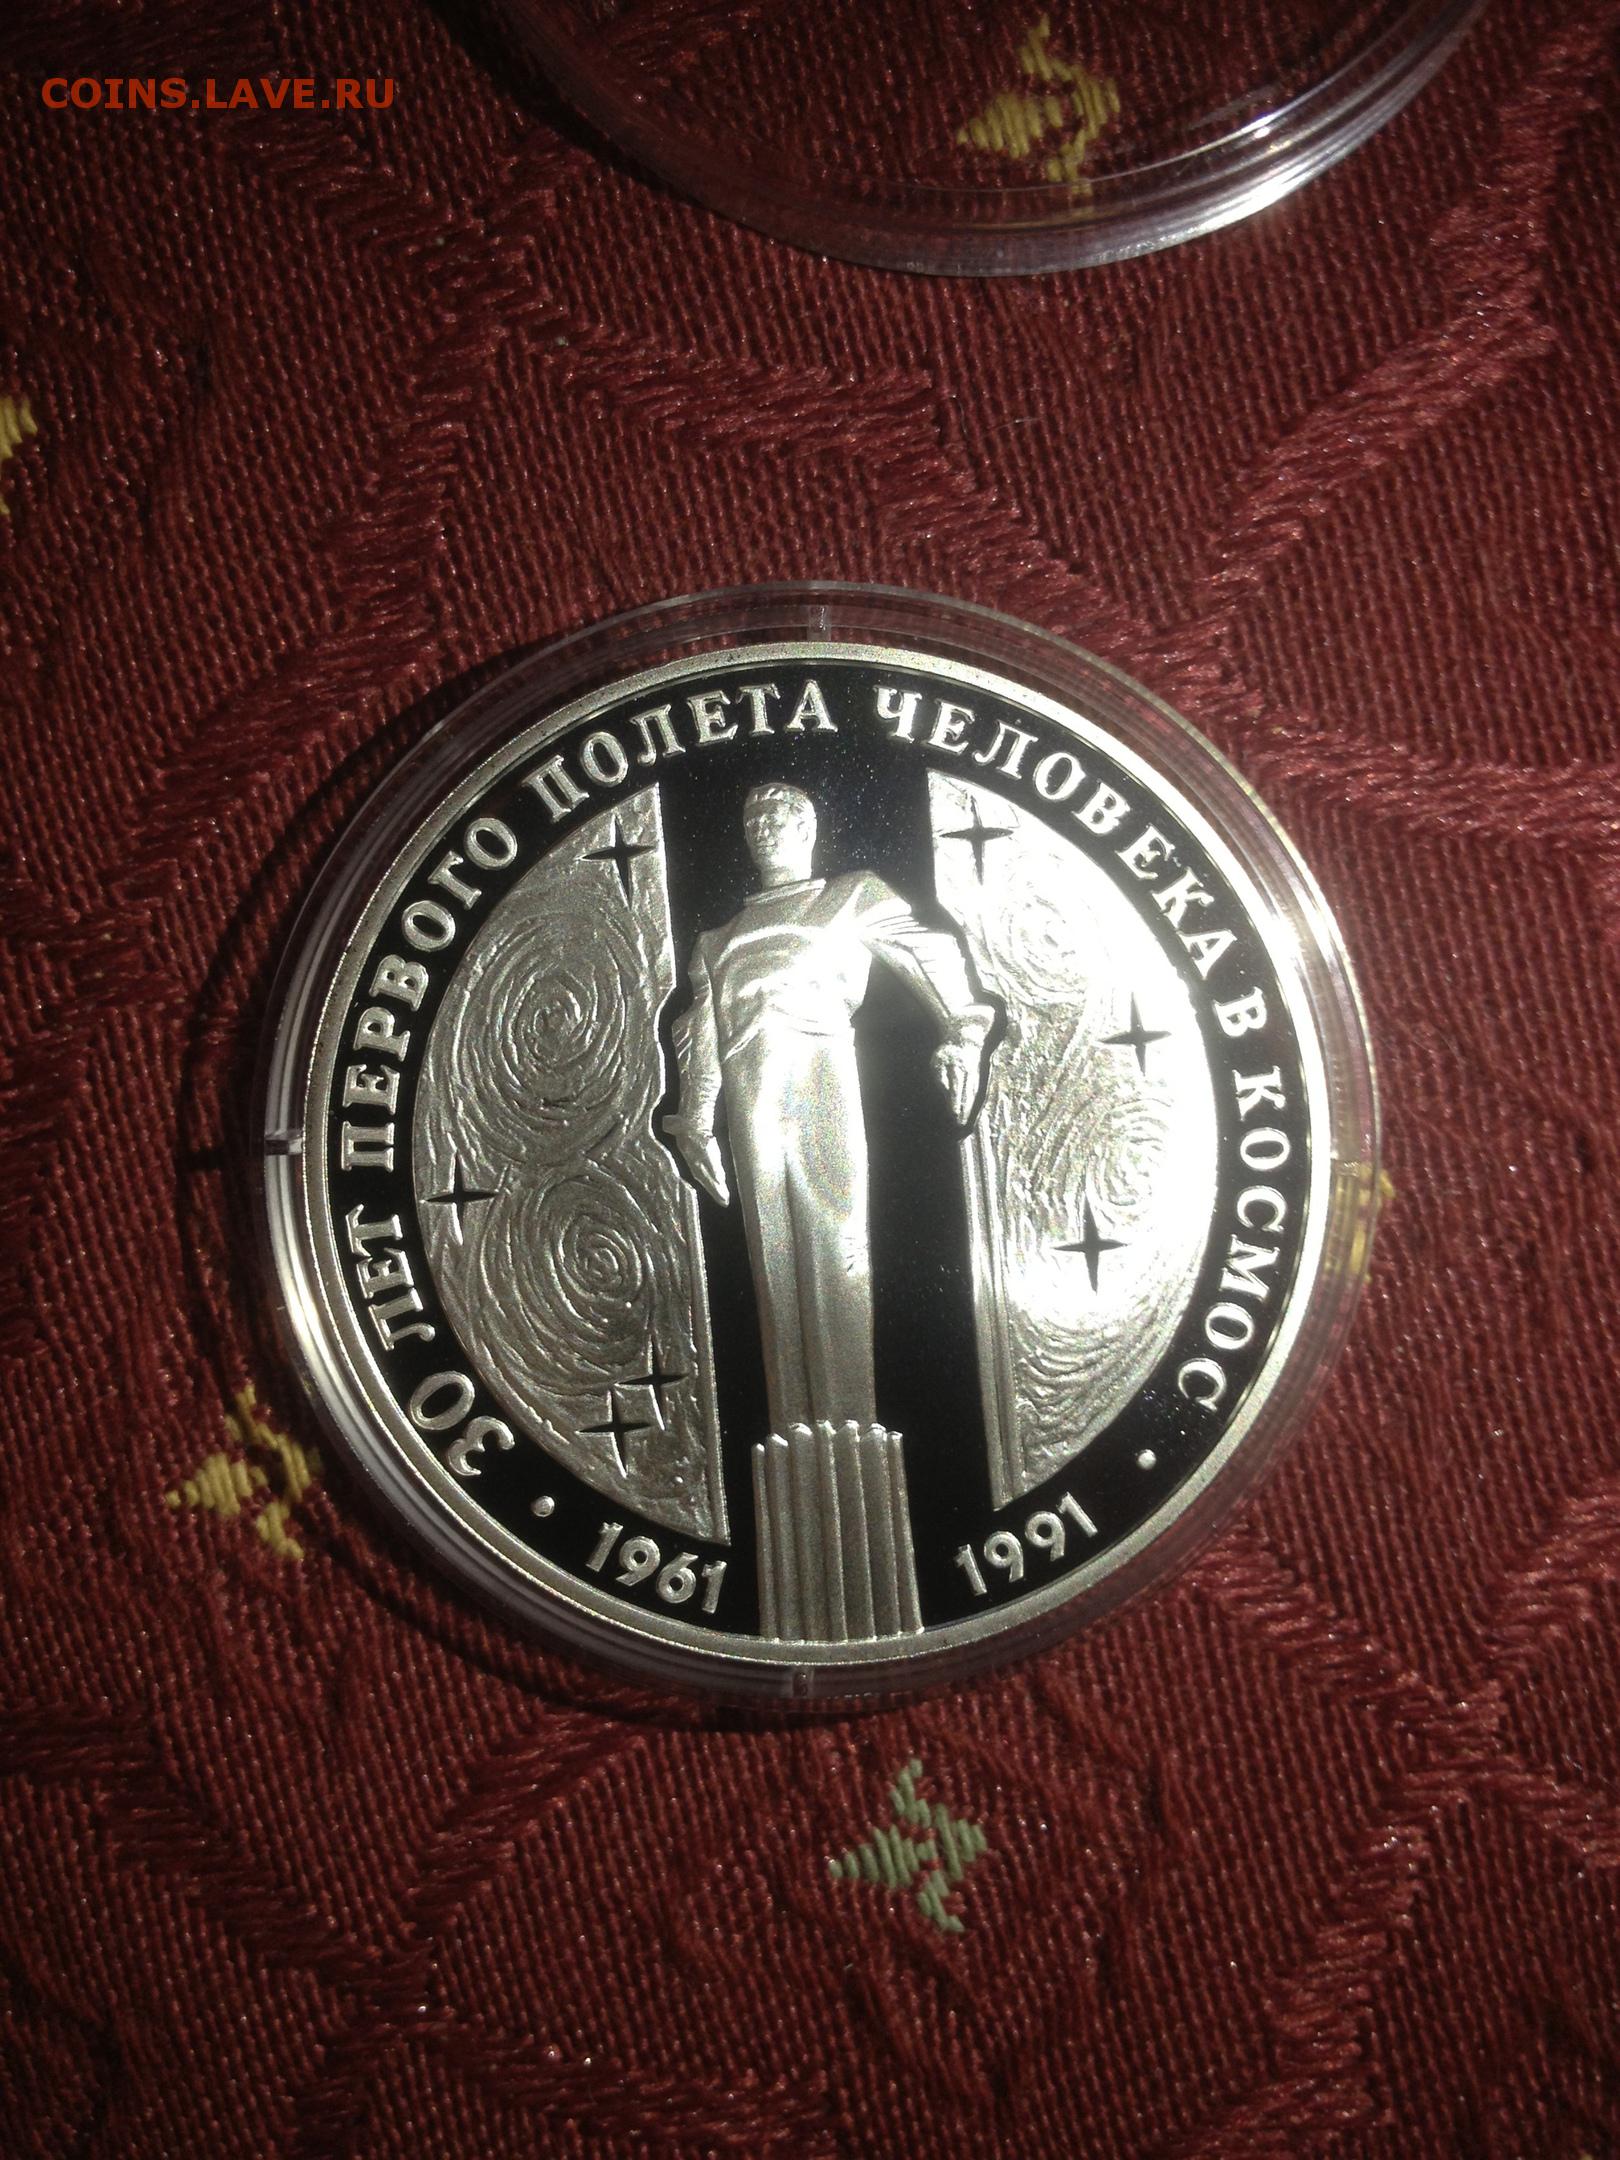 COINS.LAVE.RU
30 ЛЕТ ПЕРВОГО ПОЛЕТА ЧЕЛОВЕКА В КОСМОС
1961 1991